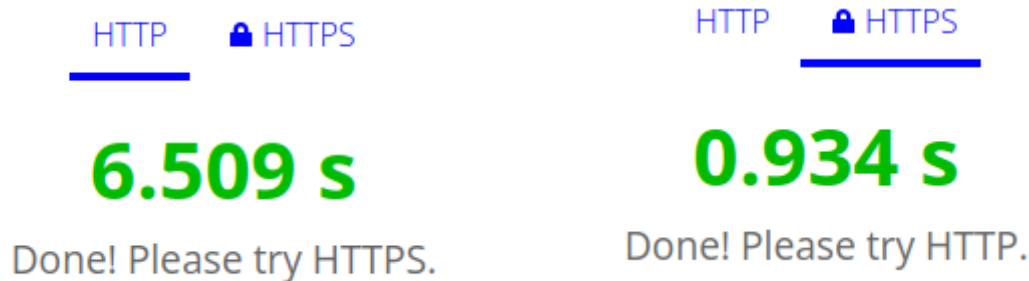 HTTP HTTPS
6.509 s
Done! Please try HTTPS.
HTTP HTTPS
0.934 s
Done! Please try HTTP.